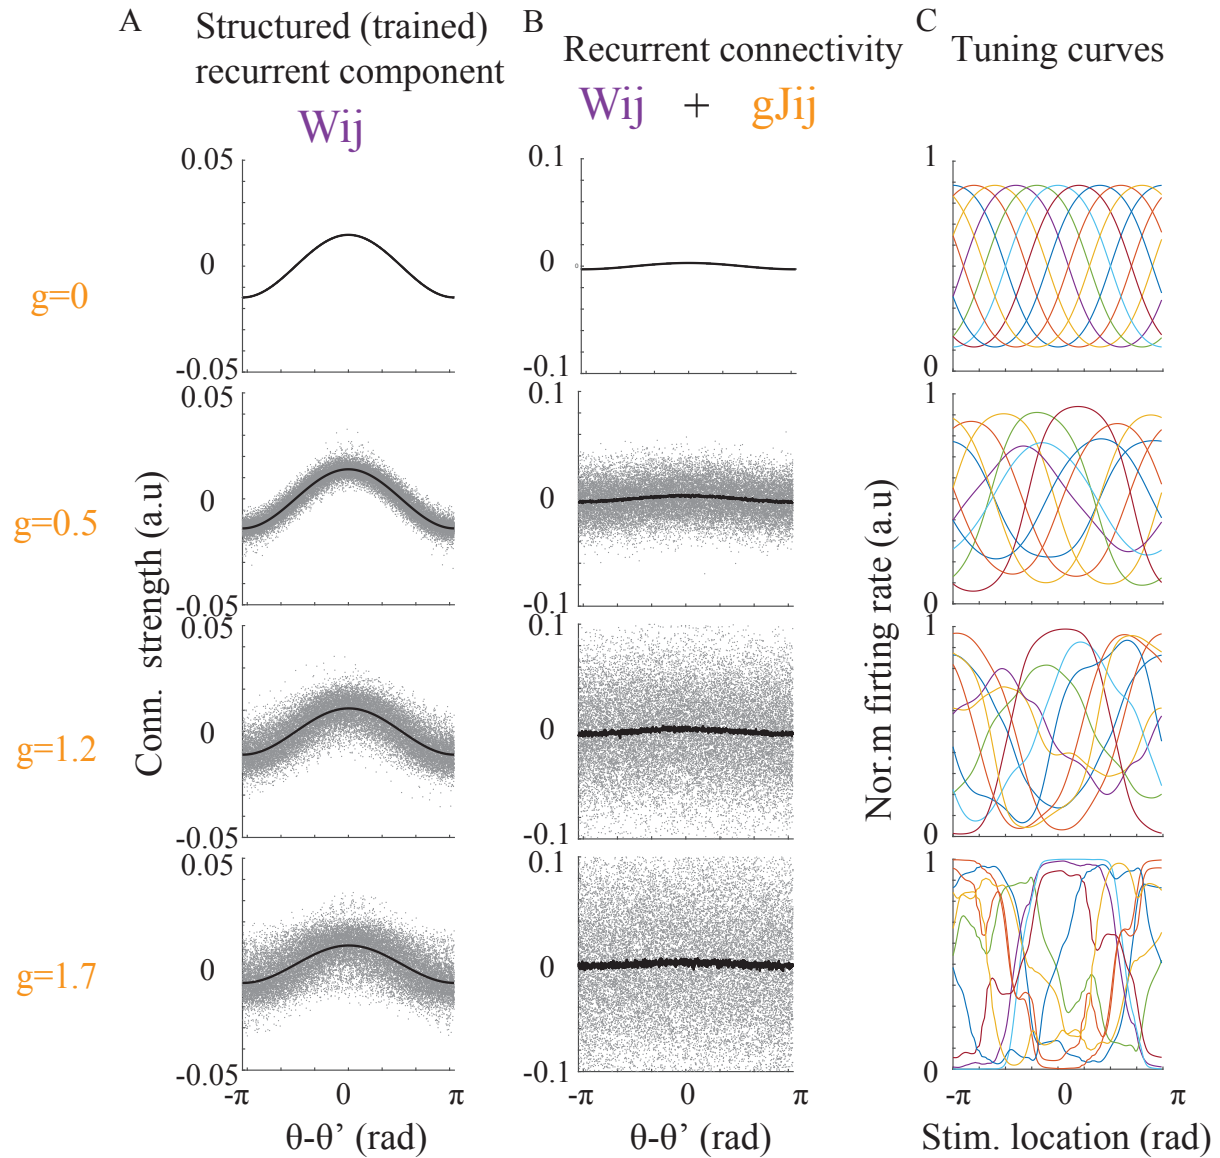 A
Structured (trained)
recurrent component
Wij
B
Recurrent connectivity
Wij + gJij
C
Tuning curves
g=0
0.05
0
-0.05
0.1
0
0
-0.1
1
0
g=0.5
0.05
0
-0.05
0.1
0
-0.1
1
0
g=1.2
0.05
0
-0.05
0.1
0
-0.1
1
0
g=1.7
0.05
0
-0.05
0.1
0
-0.1
1
0
Conn. strength (a.u)
Nor.m firting rate (a.u)
-π 0 π
θ-θ’ (rad)
-π 0 π
θ-θ’ (rad)
-π 0 π
Stim. location (rad)